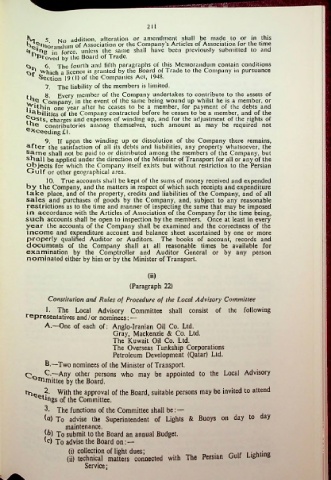 211
5. No addition, alteration or amendment shall be made to or in this
Memorandum of Association or the Company's Articles of Association for the time
being in force, unless the same shall have been previously submitted to and
approved by the Board of Trade.
6. The fourth and fifth paragraphs of this Memorandum contain conditions
on which a licence is granted by the Board of Trade to the Company in pursuance
of Section 19 (1) of the Companies Act, 1948.
7. The liability of the members is limited.
8. Every member of the Company undertakes to contribute to the assets of
the Company, in the event of the same being wound up whilst he is a member, or
within one year after he ceases to be a member, for payment of the debts and
liabilities of the Company contracted before he ceases to be a member, and of the
costs, charges and expenses of winding up, and for the adjustment of the rights of
the contributories among themselves, such amount as may be required not
exceeding £1.
9. If upon the winding up or dissolution of the Company there remains,
after the satisfaction of all its debts and liabilities, any property whatsoever, the
same shall not be paid to or distributed among the members of the Company, but
shall be applied under the direction of the Minister of Transport for all or any of the
objects for which the Company itself exists but without restriction to the Persian
Gulf or other geographical area.
10. True accounts shall be kept of the sums of money received and expended
by the Company, and the matters in respect of which such receipts and expenditure
take place, and of the property, credits and liabilities of the Company, and of all
sales and purchases of goods by the Company, and, subject to any reasonable
restrictions as to the time and manner of inspecting the same that may be imposed
in accordance with the Articles of Association of the Company for the time being,
such accounts shall be open to inspection by the members. Once at least in every
year the accounts of the Company shall be examined and the correctness of the
income and expenditure account and balance sheet ascertained by one or more
properly qualified Auditor or Auditors. The books of account, records and
documents of the Company shall at all reasonable times be available for
examination by the Comptroller and Auditor General or by any person
nominated either by him or by the Minister of Transport.
(ii)
(Paragraph 22)
Constitution and Rules of Procedure of the Local Advisory Committee
1. The Local Advisory Committee shall consist of the following
representatives and/or nominees:—
A.—One of each of: Anglo-Iranian Oil Co. Ltd.
Gray, Mackenzie & Co. Ltd.
The Kuwait Oil Co. Ltd.
The Overseas Tankship Corporations
Petroleum Development (Qatar) Ltd.
B.—Two nominees of the Minister of Transport.
C.—Any other persons who may be appointed to the Local Advisory
Committee by the Board.
2. With the approval of the Board, suitable persons may be invited to attend
meetings of the Committee.
3. The functions of the Committee shall be:—
(a) To advise the Superintendent of Lights & Buoys on day to day
maintenance.
(b) To submit to the Board an annual Budget.
(c) To advise the Board on:—
(i) collection of light dues;
(ii) technical matters connected with The Persian Gulf Lighting
Service;